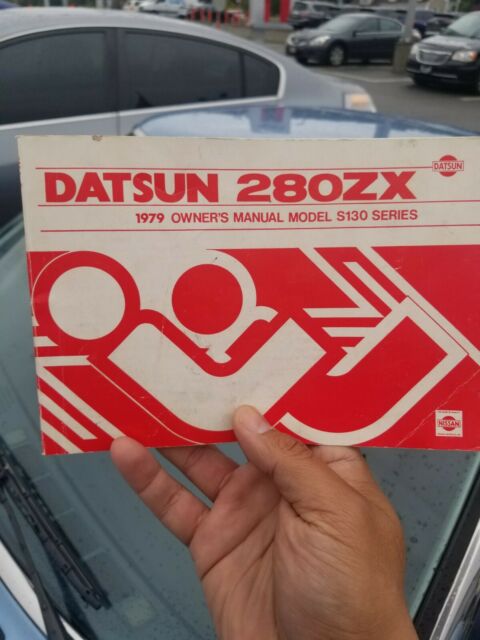 DATSUN
DATSUN 280ZX
1979 OWNER'S MANUAL MODEL S130 SERIES
NISSAN